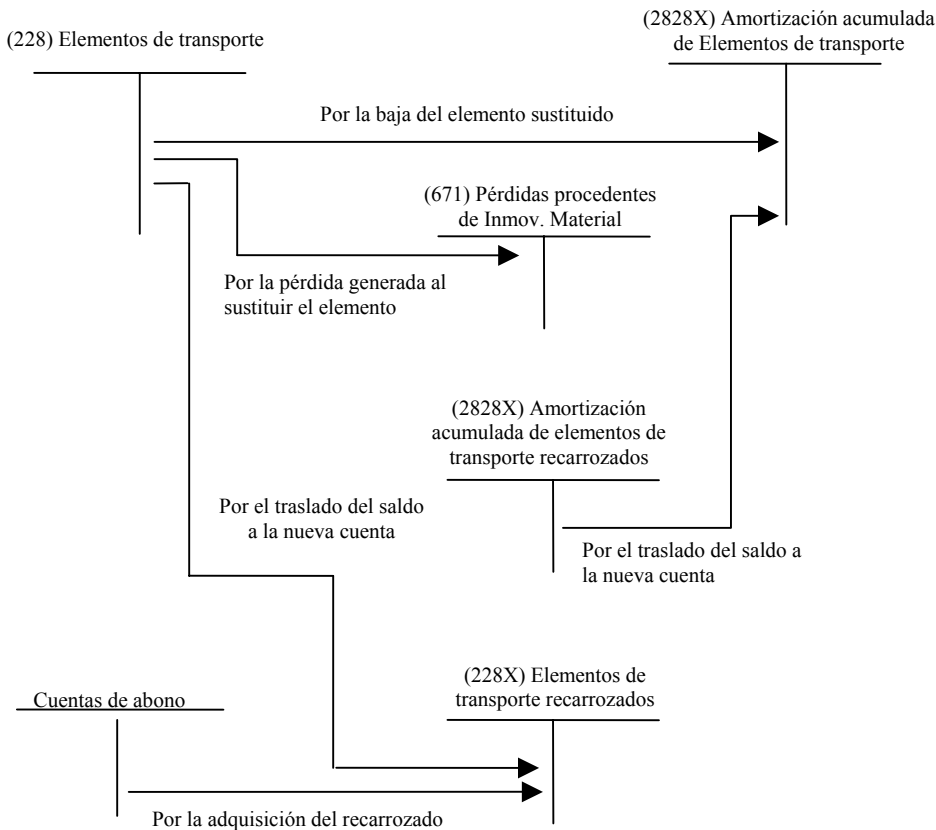 (228) Elementos de transporte
(2828X) Amortización acumulada
de Elementos de transporte
Por la baja del elemento sustituido
(671) Pérdidas procedentes
de Inmov. Material
Por la pérdida generada al
sustituir el elemento
(2828X) Amortización
acumulada de elementos de
transporte recarrozados
Por el traslado del saldo
a la nueva cuenta
Por el traslado del saldo a
la nueva cuenta
(228X) Elementos de
transporte recarrozados
Cuentas de abono
Por la adquisición del recarrozado